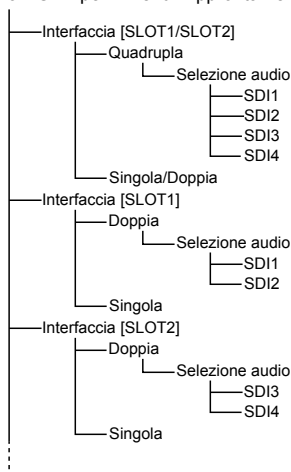 Interfaccia [SLOT1/SLOT2]
Quadrupla
Selezione audio
SDI1
SDI2
SDI3
SDI4
Singola/Doppia
Interfaccia [SLOT1]
Doppia
Selezione audio
SDI1
SDI2
Singola
Interfaccia [SLOT2]
Doppia
Selezione audio
SDI3
SDI4
Singola